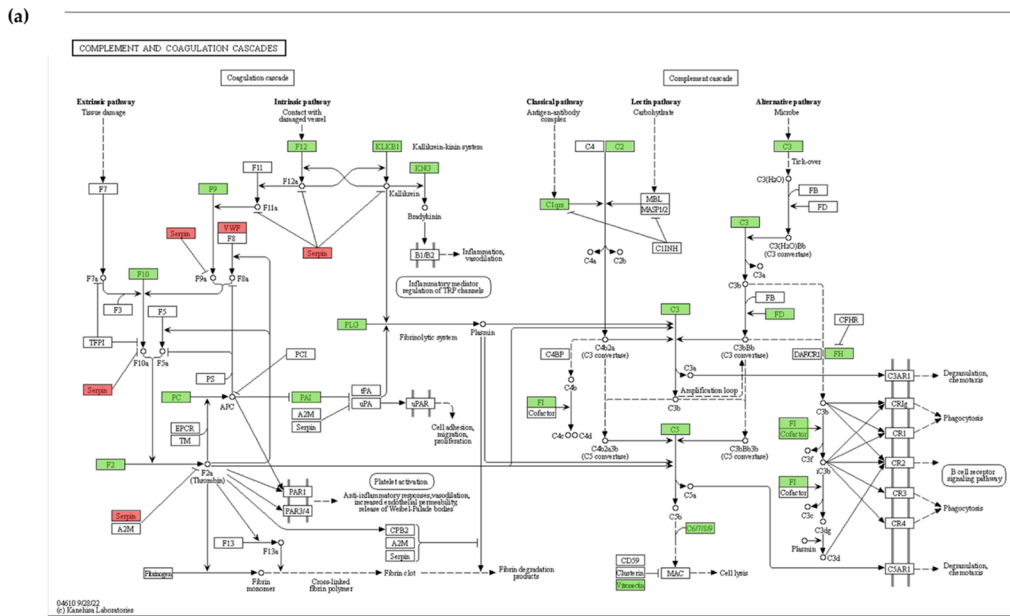 (a)
COMPLEMENT AND COAGULATION CASCADES
Coagulation cascade
Complement cascade
Extrinsic pathway
Tissue damage
Intrinsic pathway
Contact with
damaged vessel
Classical pathway
Antigen-antibody
complex
Lectin pathway
Carbohydrate
Alternative pathway
Microbe
F12
KLKB1
Kallikrein-kinin system
C4
C2
C3
Tick-over
F11
KNG
F7
F9
F12a
Kallikrein
C3(H2O)
FB
FD
F11a
Bradykinin
C1qrs
MBL
MASP1/2
C3
Serpin
VWF
F8
Serpin
B1/B2
Inflammation,
vasodilation
C1INH
C3(H2O)Bb
(C3 convertase)
C4a
C2b
C3a
F7a
F10
F9a
F8a
Inflammatory mediator
regulation of TRP channels
C3b
FB
F3
F5
PLG
Plasmin
C3
FD
CFHR
TFPI
Fibrinolytic system
C4b2a
(C3 convertase)
C3bBb
(C3 convertase)
F10a
F5a
PCI
C4BP
DAF
CR1
FH
Serpin
PS
C4b
C3a
C3AR1
Degranulation,
chemotaxis
PC
APC
PAI
tPA
uPA
uPAR
Amplification loop
A2M
Serpin
FI
Cofactor
C3b
C3b
CRIg
Phagocytosis
EPCR
TM
Cell adhesion,
migration,
proliferation
C4c
C4d
C5
FI
Cofactor
CR1
C4b2a3b
(C5 convertase)
C3bBb3b
(C5 convertase)
C3f
F2
F2a
(Thrombin)
iC3b
CR2
B cell receptor
signaling pathway
Platelet activation
FI
Cofactor
PAR1
PAR3/4
Anti-inflammatory responses,vasodilation,
increased endothelial permeability,
release of Weibel-Palade bodies
C5a
CR3
Phagocytosis
Serpin
A2M
C5b
C3c
C3dg
CR4
CPB2
A2M
Serpin
C6/7/8/9
Plasmin
C3d
F13
F13a
CD59
Clusterin
Vitronectin
MAC
Cell lysis
C5AR1
Degranulation,
chemotaxis
Fibrinogen
Fibrin
monomer
Cross-linked
fibrin polymer
Fibrin clot
Fibrin degradation
products
04610 9/28/22
(c) Kanehisa Laboratories